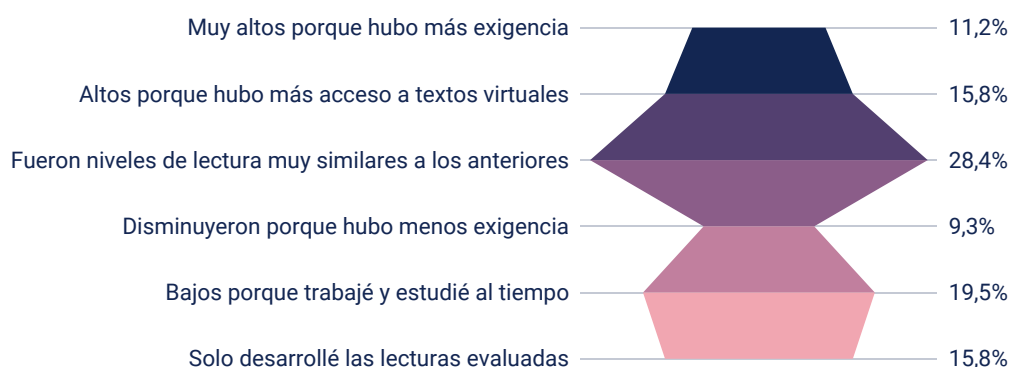 Muy altos porque hubo más exigencia 11,2%
Altos porque hubo más acceso a textos virtuales 15,8%
Fueron niveles de lectura muy similares a los anteriores 28,4%
Disminuyeron porque hubo menos exigencia 9,3%
Bajos porque trabajé y estudié al tiempo 19,5%
Solo desarrollé las lecturas evaluadas 15,8%